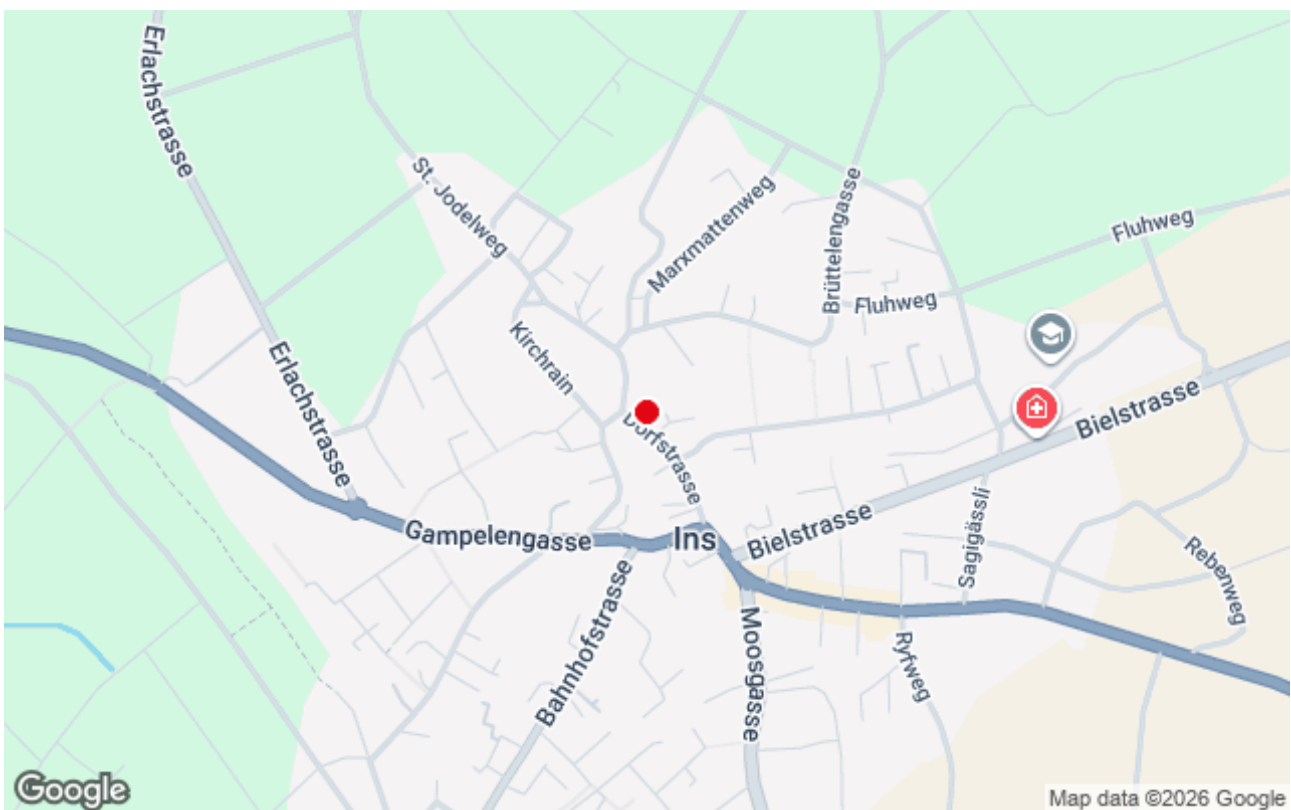 Erlachstrasse
St. Jodelweg
Marxmattenweg
Brüttelengasse
Fluhweg
Fluhweg
Kirchrain
Erlachstrasse
Dorfstrasse
Bielstrasse
Gampelengasse
Ins
Bielstrasse
Sagigässli
Rebenweg
Bahnhofstrasse
Moosgasse
Ryfweg
Google
Map data ©2026 Google